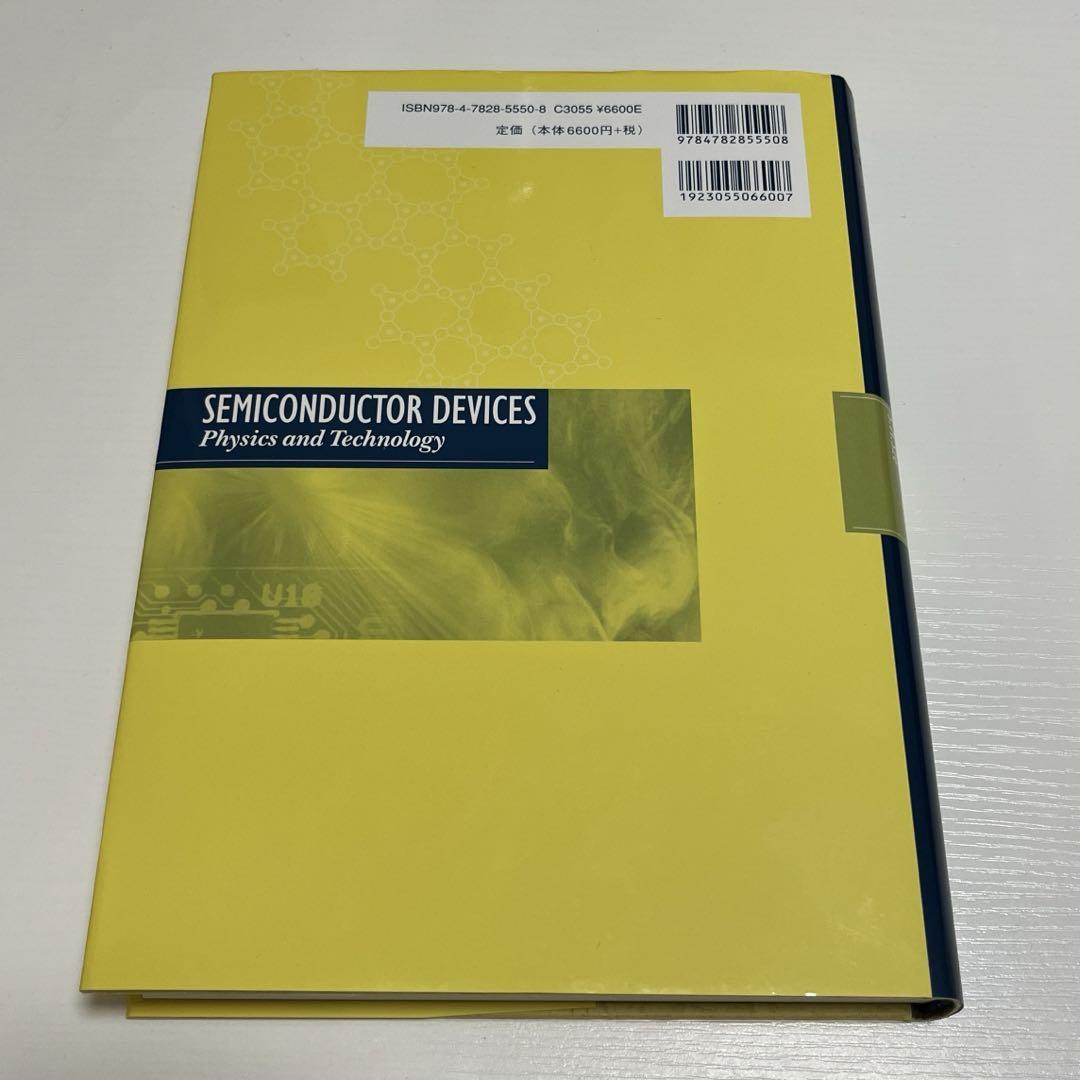 ISBN978-4-7828-5550-8 C3055 ¥6600E
定価（本体6600円+税）
9784782855508
1923055066007
SEMICONDUCTOR DEVICES
Physics and Technology
U18